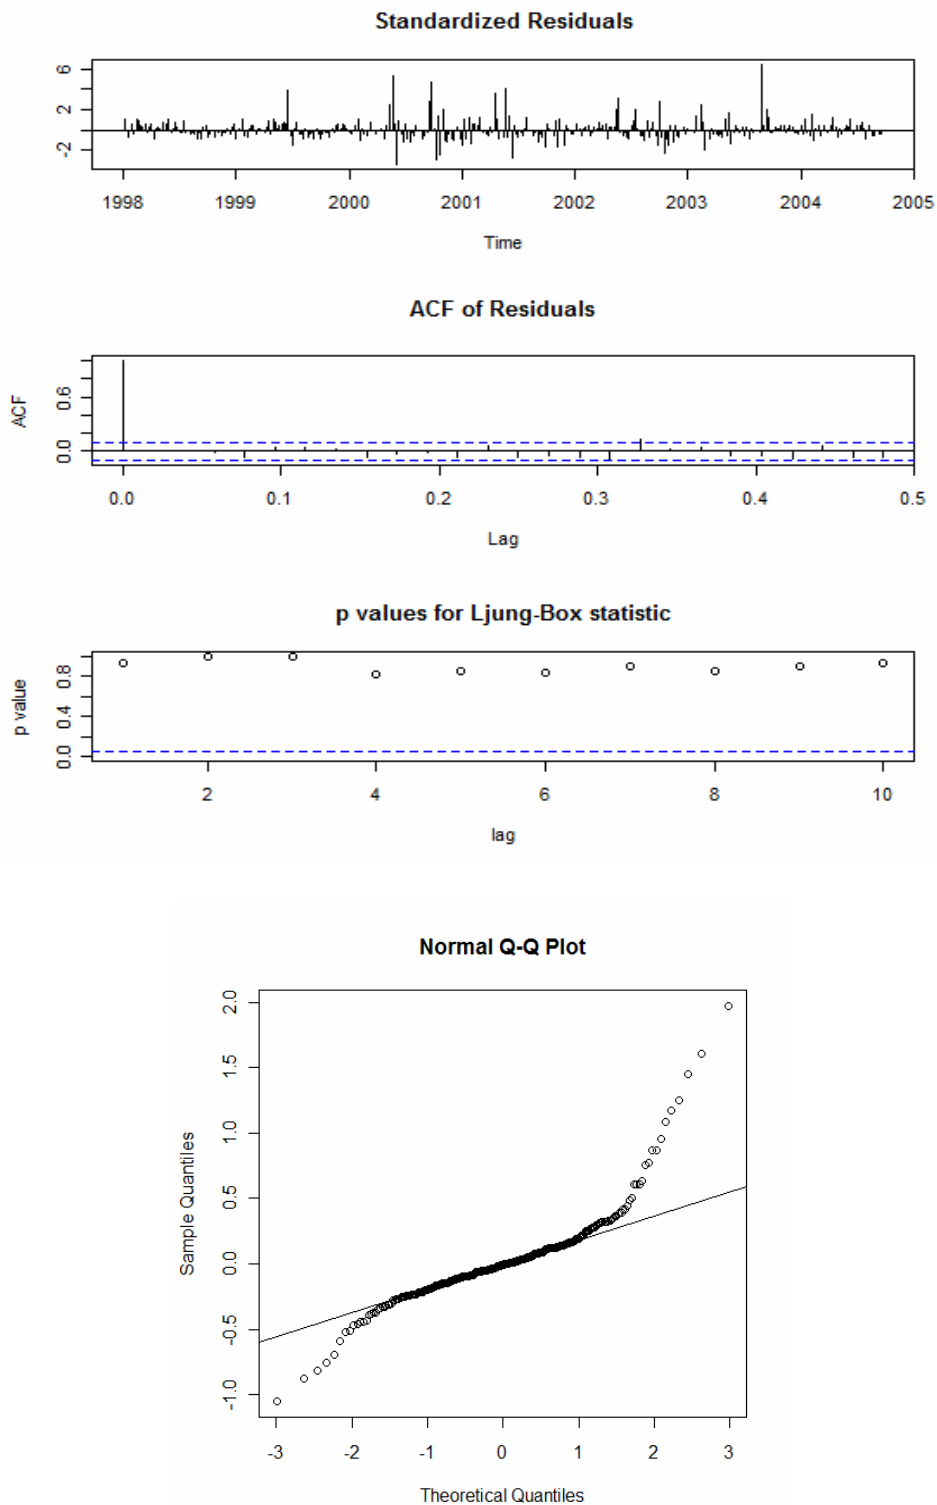 Standardized Residuals
6
2
-2
1998 1999 2000 2001 2002 2003 2004 2005
Time
ACF of Residuals
ACF
0.6
0.0
0.0 0.1 0.2 0.3 0.4 0.5
Lag
p values for Ljung-Box statistic
p value
0.8
0.4
0.0
2 4 6 8 10
lag
Normal Q-Q Plot
Sample Quantiles
2.0
1.5
1.0
0.5
0.0
-0.5
-1.0
-3 -2 -1 0 1 2 3
Theoretical Quantiles